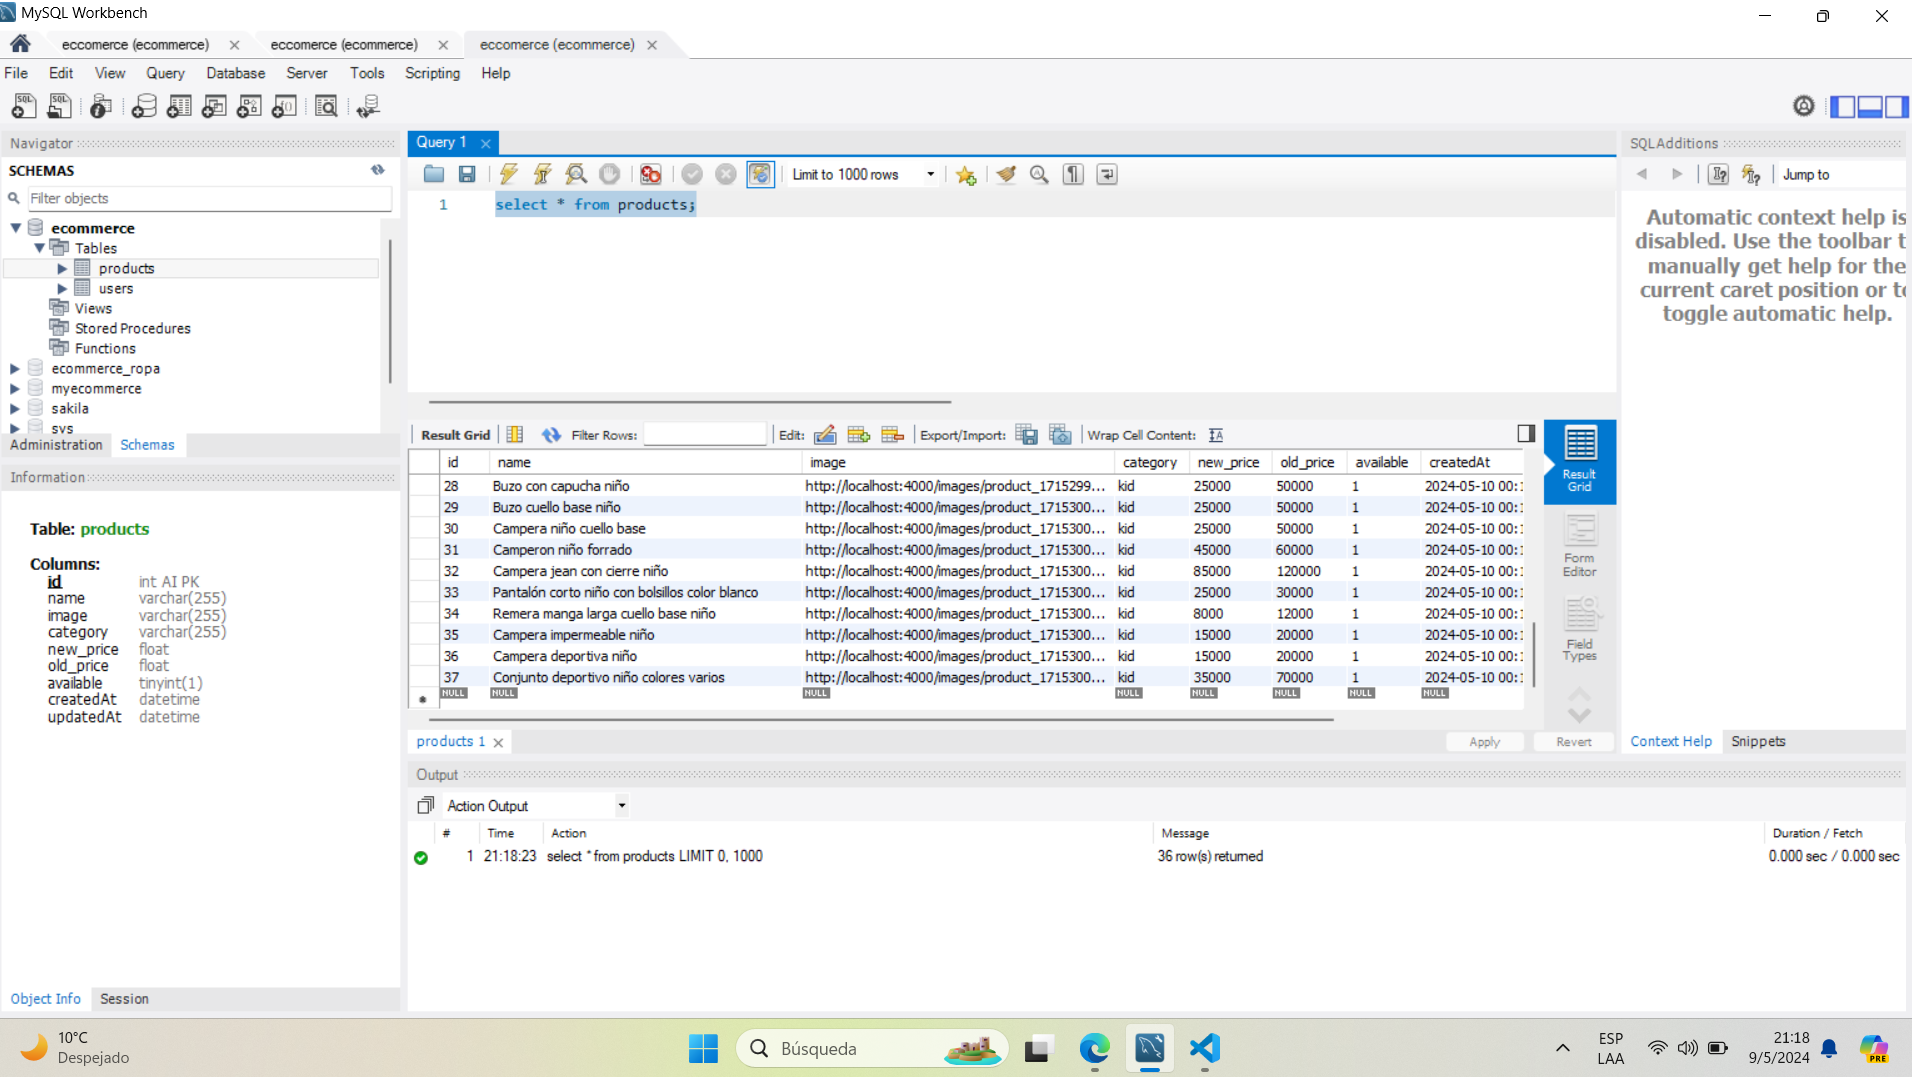 MySQL Workbench
eccomerce (ecommerce) eccomerce (ecommerce) eccomerce (ecommerce)
File Edit View Query Database Server Tools Scripting Help
Navigator
SCHEMAS
Filter objects
ecommerce
Tables
products
users
Views
Stored Procedures
Functions
ecommerce_ropa
myecommerce
sakila
sys
Administration Schemas
Information
Table: products
Columns:
id int AI PK
name varchar(255)
image varchar(255)
category varchar(255)
new_price float
old_price float
available tinyint(1)
createdAt datetime
updatedAt datetime
Object Info Session
Query 1
Limit to 1000 rows
1 select * from products;
Result Grid Filter Rows: Edit: Export/Import: Wrap Cell Content:
id name image category new_price old_price available createdAt
28 Buzo con capucha niño http://localhost:4000/images/product_1715299... kid 25000 50000 1 2024-05-10 00:1
29 Buzo cuello base niño http://localhost:4000/images/product_1715300... kid 25000 50000 1 2024-05-10 00:1
30 Campera niño cuello base http://localhost:4000/images/product_1715300... kid 25000 50000 1 2024-05-10 00:1
31 Camperon niño forrado http://localhost:4000/images/product_1715300... kid 45000 60000 1 2024-05-10 00:1
32 Campera jean con cierre niño http://localhost:4000/images/product_1715300... kid 85000 120000 1 2024-05-10 00:1
33 Pantalón corto niño con bolsillos color blanco http://localhost:4000/images/product_1715300... kid 25000 30000 1 2024-05-10 00:1
34 Remera manga larga cuello base niño http://localhost:4000/images/product_1715300... kid 8000 12000 1 2024-05-10 00:1
35 Campera impermeable niño http://localhost:4000/images/product_1715300... kid 15000 20000 1 2024-05-10 00:1
36 Campera deportiva niño http://localhost:4000/images/product_1715300... kid 15000 20000 1 2024-05-10 00:1
37 Conjunto deportivo niño colores varios http://localhost:4000/images/product_1715300... kid 35000 70000 1 2024-05-10 00:1
NULL NULL NULL NULL NULL NULL NULL NULL
Result
Grid
Form
Editor
Field
Types
products 1 Apply Revert
Output
Action Output
# Time Action Message Duration / Fetch
1 21:18:23 select * from products LIMIT 0, 1000 36 row(s) returned 0.000 sec / 0.000 sec
SQLAdditions
Jump to
Automatic context help is
disabled. Use the toolbar t
manually get help for the
current caret position or to
toggle automatic help.
Context Help Snippets
10°C
Despejado
Búsqueda
ESP
LAA
21:18
9/5/2024
PRE